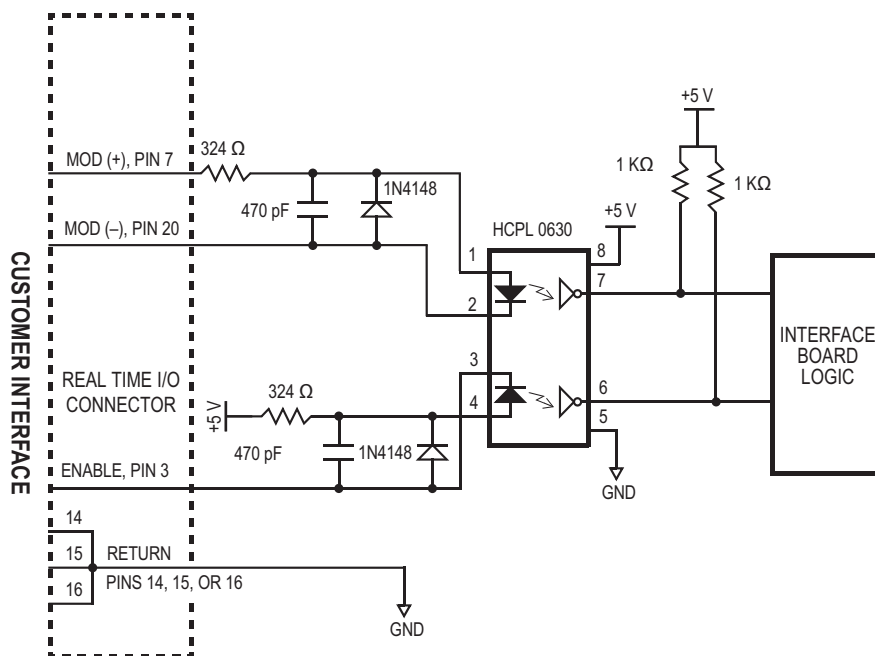 CUSTOMER INTERFACE
MOD (+), PIN 7
324 Ω
470 pF
1N4148
MOD (–), PIN 20
HCPL 0630
+5 V
1 KΩ
1 KΩ
+5 V
1
2
3
4
8
7
6
5
GND
INTERFACE
BOARD
LOGIC
REAL TIME I/O
CONNECTOR
+5 V
324 Ω
470 pF
1N4148
ENABLE, PIN 3
14
15
16
RETURN
PINS 14, 15, OR 16
GND